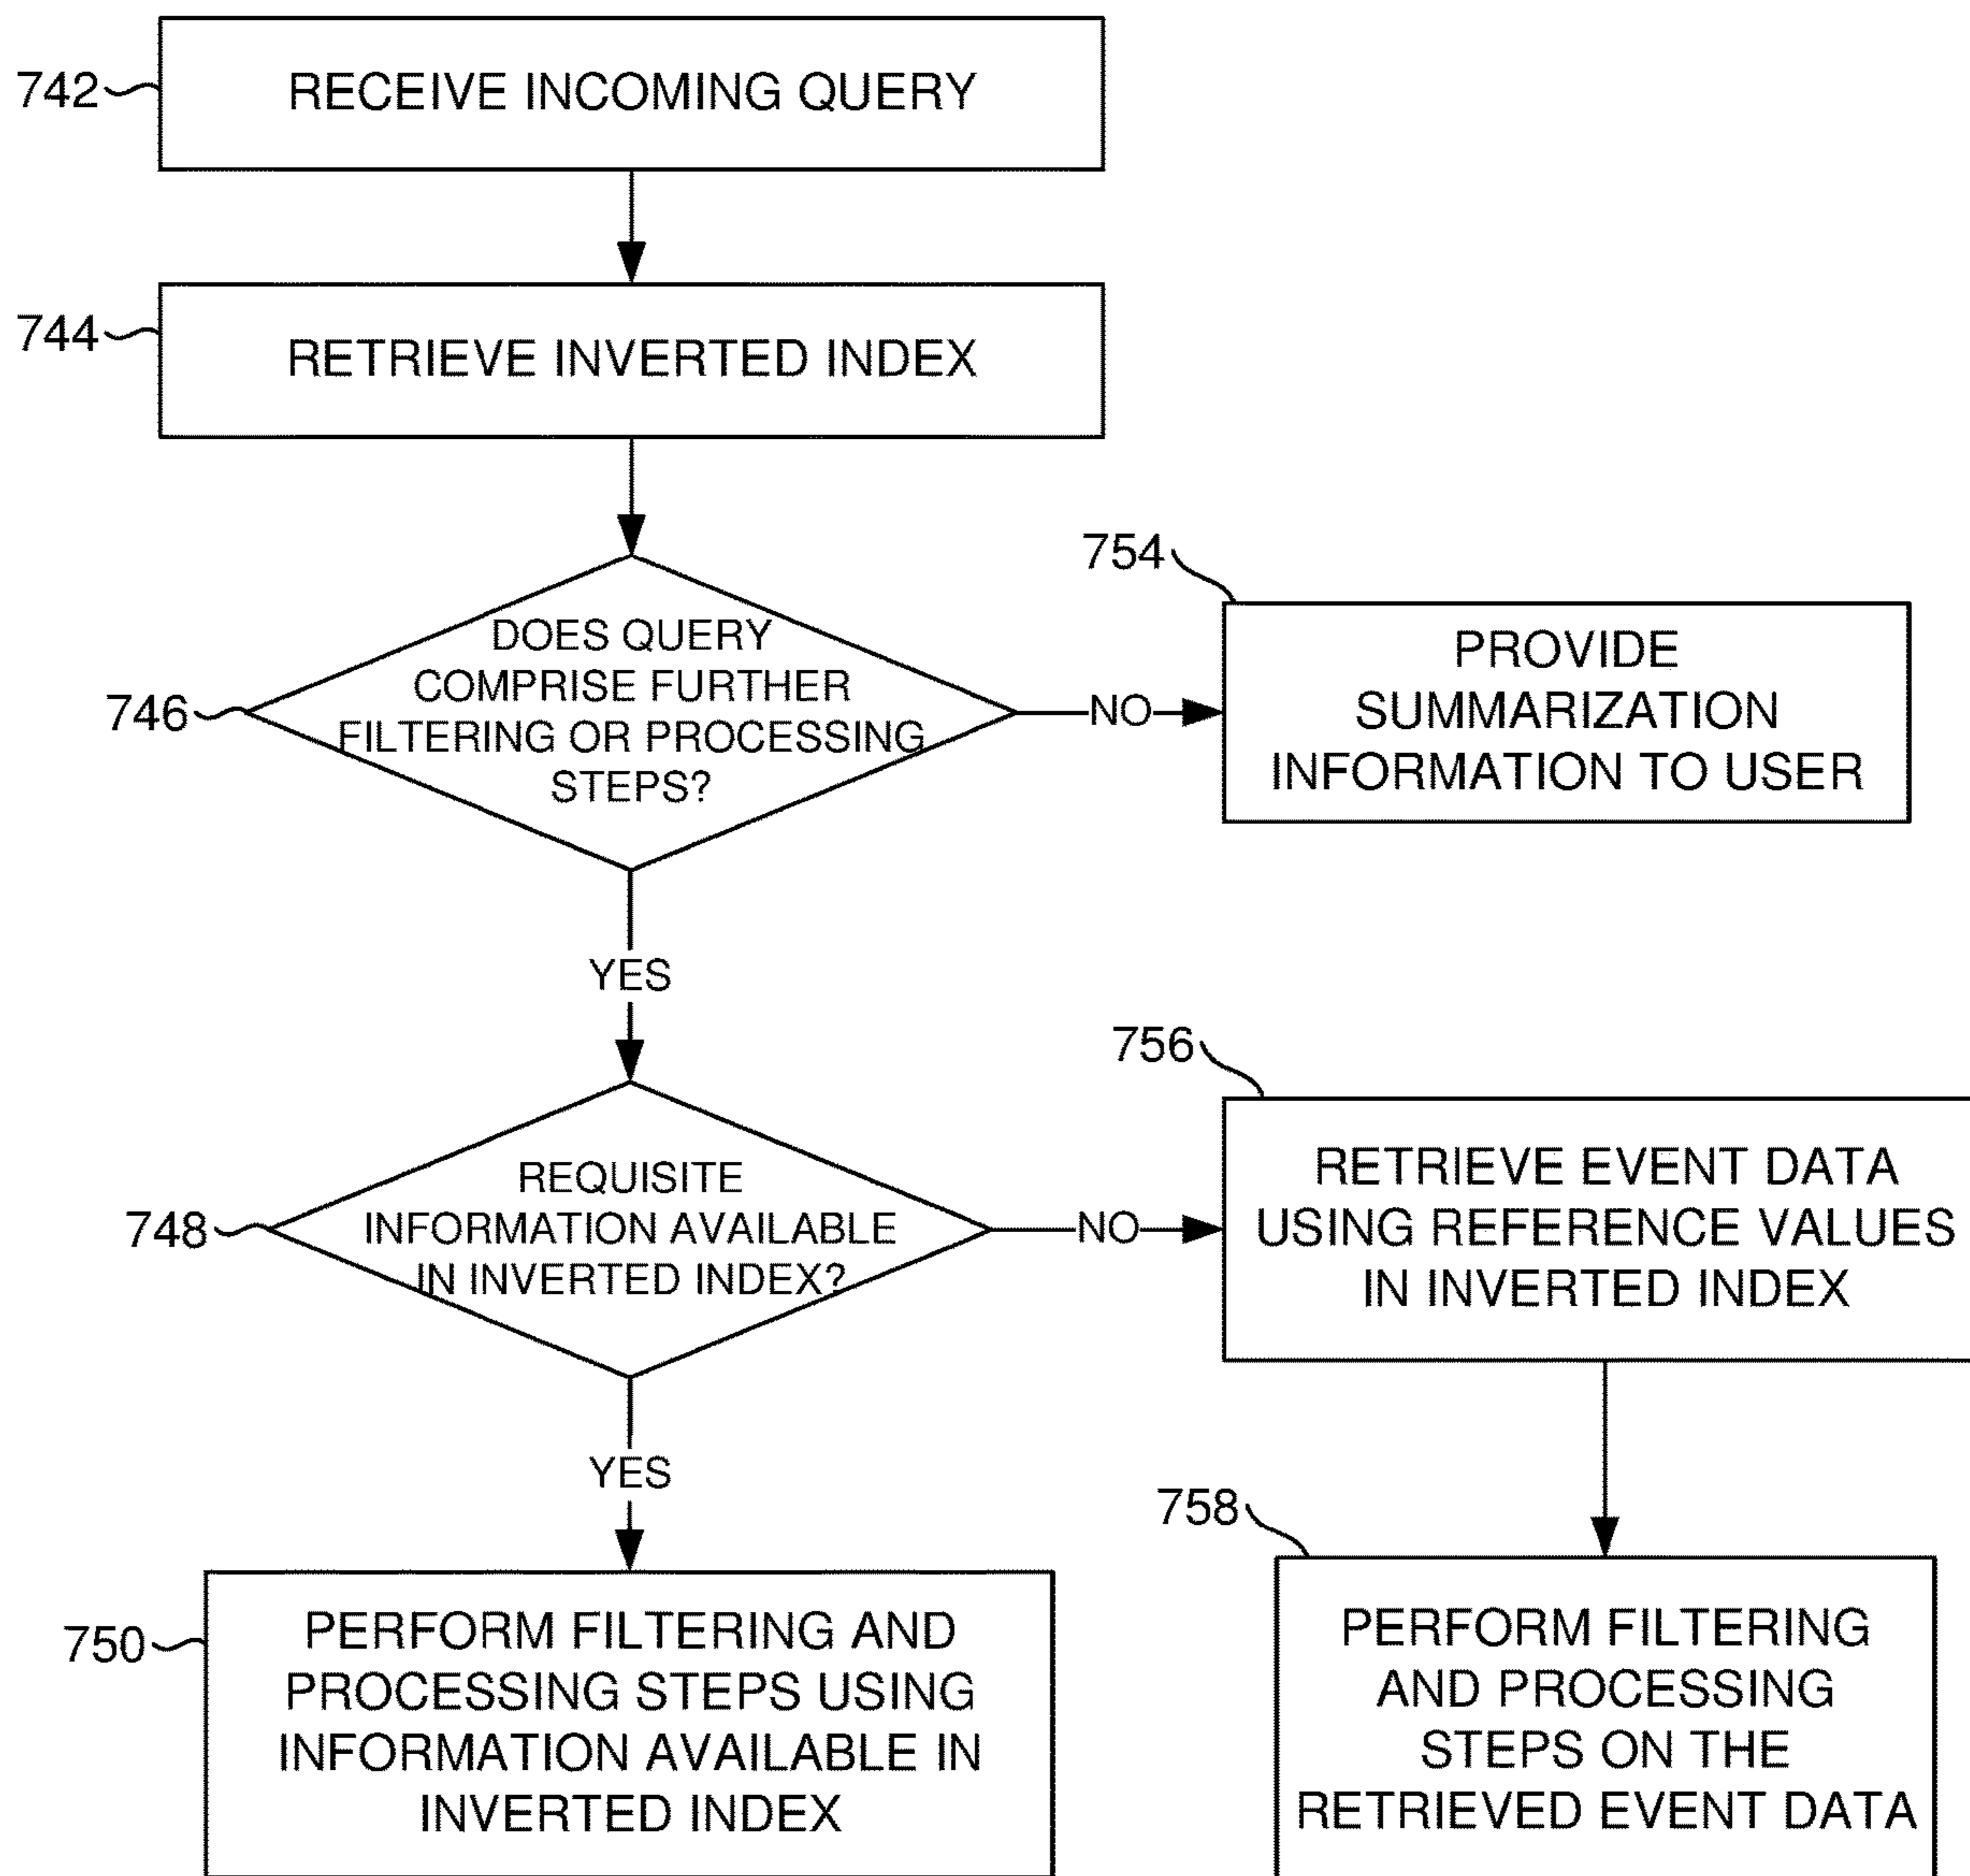 742
RECEIVE INCOMING QUERY
744
RETRIEVE INVERTED INDEX
746
DOES QUERY
COMPRISE FURTHER
FILTERING OR PROCESSING
STEPS?
NO
754
PROVIDE
SUMMARIZATION
INFORMATION TO USER
YES
748
REQUISITE
INFORMATION AVAILABLE
IN INVERTED INDEX?
NO
756
RETRIEVE EVENT DATA
USING REFERENCE VALUES
IN INVERTED INDEX
YES
750
PERFORM FILTERING AND
PROCESSING STEPS USING
INFORMATION AVAILABLE IN
INVERTED INDEX
758
PERFORM FILTERING
AND PROCESSING
STEPS ON THE
RETRIEVED EVENT DATA